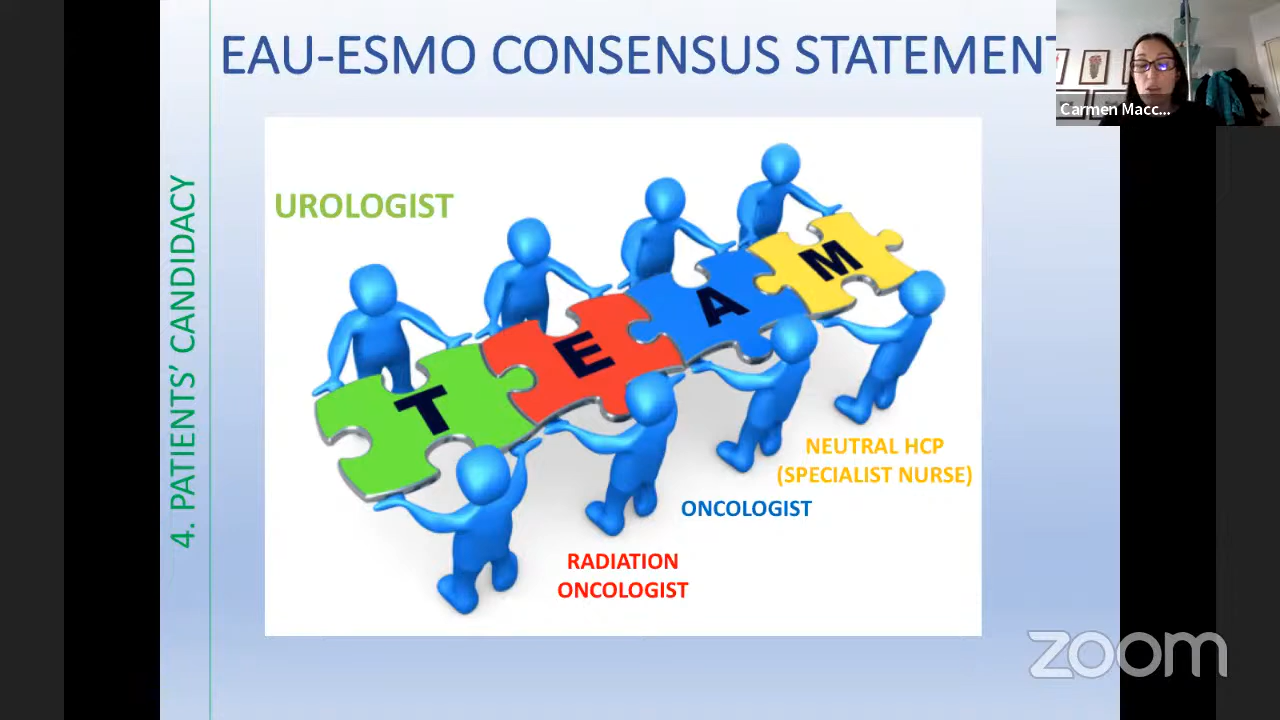 EAU-ESMO CONSENSUS STATEMENT
Carmen Macc...
4. PATIENTS' CANDIDACY
UROLOGIST
T E A M
NEUTRAL HCP
(SPECIALIST NURSE)
ONCOLOGIST
RADIATION
ONCOLOGIST
zoom